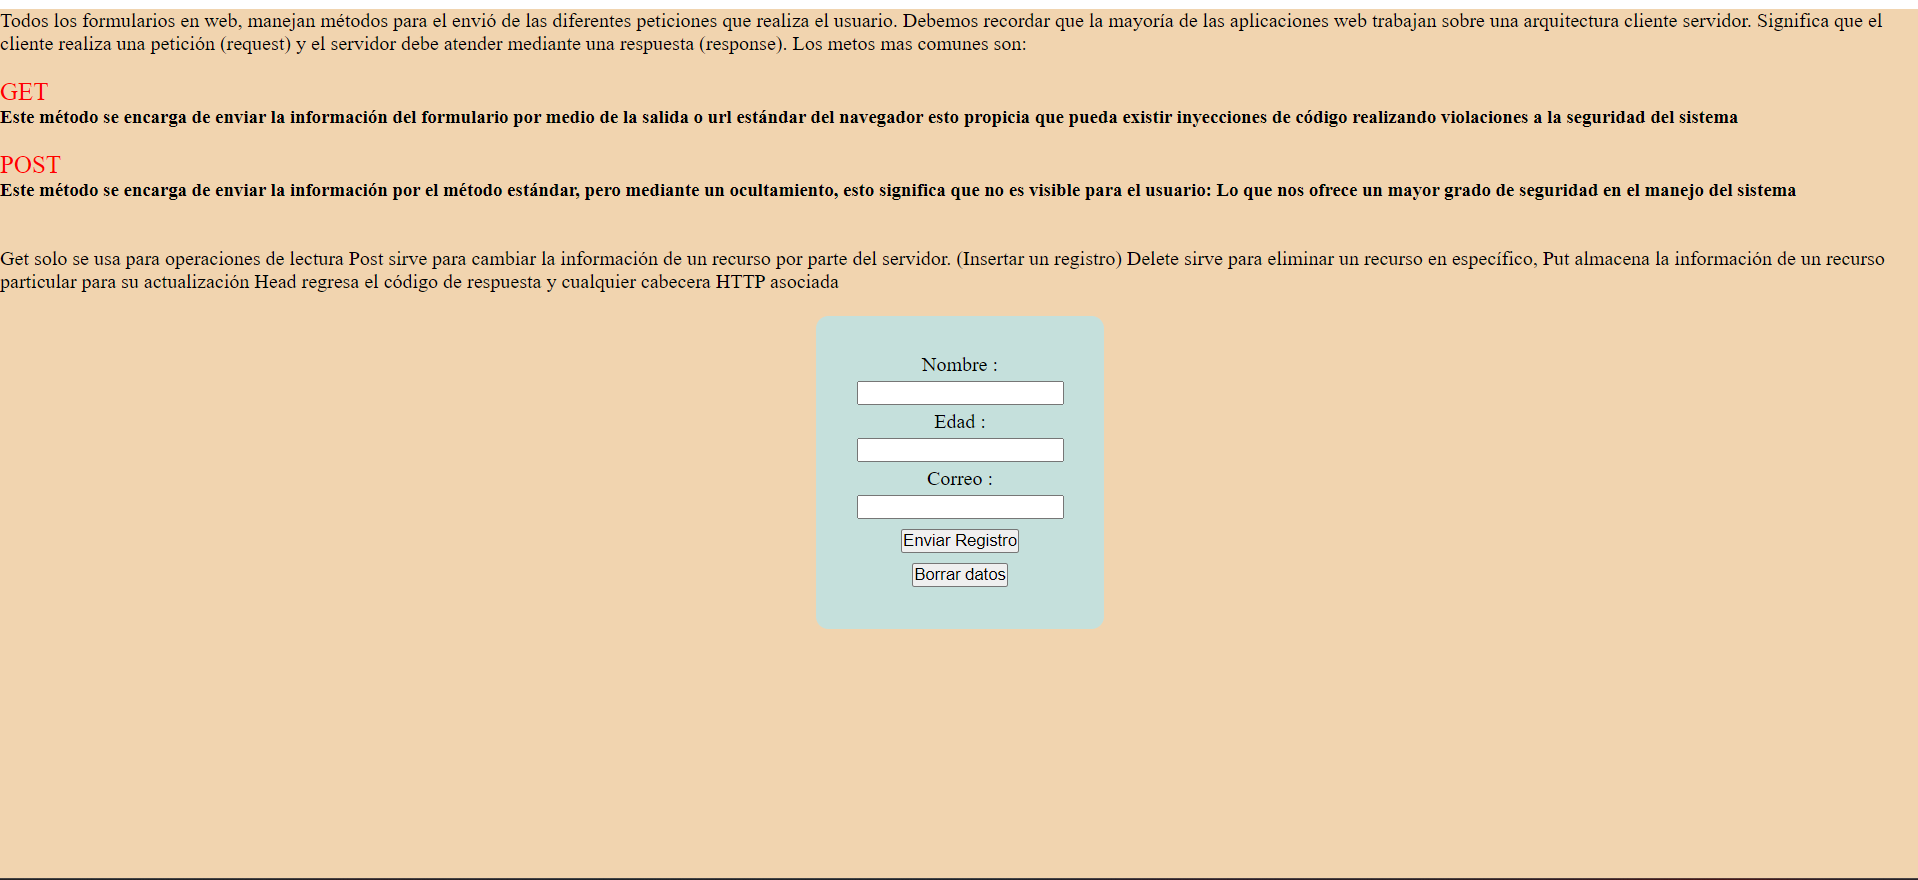 Todos los formularios en web, manejan métodos para el envió de las diferentes peticiones que realiza el usuario. Debemos recordar que la mayoría de las aplicaciones web trabajan sobre una arquitectura cliente servidor. Significa que el
cliente realiza una petición (request) y el servidor debe atender mediante una respuesta (response). Los metos mas comunes son:
GET
Este método se encarga de enviar la información del formulario por medio de la salida o url estándar del navegador esto propicia que pueda existir inyecciones de código realizando violaciones a la seguridad del sistema
POST
Este método se encarga de enviar la información por el método estándar, pero mediante un ocultamiento, esto significa que no es visible para el usuario: Lo que nos ofrece un mayor grado de seguridad en el manejo del sistema
Get solo se usa para operaciones de lectura Post sirve para cambiar la información de un recurso por parte del servidor. (Insertar un registro) Delete sirve para eliminar un recurso en específico, Put almacena la información de un recurso
particular para su actualización Head regresa el código de respuesta y cualquier cabecera HTTP asociada
Nombre :
Edad :
Correo :
Enviar Registro
Borrar datos